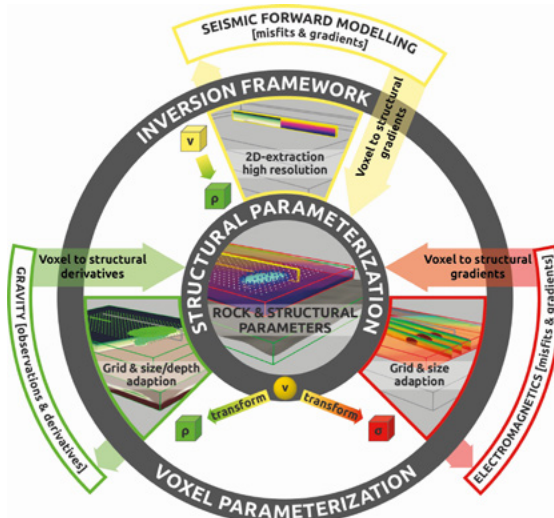 SEISMIC FORWARD MODELLING
[misfits & gradients]
INVERSION FRAMEWORK
Voxel to structural
gradients
v
ρ
2D-extraction
high resolution
STRUCTURAL PARAMETERIZATION
Voxel to structural
derivatives
Voxel to structural
gradients
GRAVITY [observations & derivatives]
ROCK & STRUCTURAL
PARAMETERS
ELECTROMAGNETICS [misfits & gradients]
Grid & size/depth
adaption
Grid & size
adaption
v
transform
transform
ρ
σ
VOXEL PARAMETERIZATION